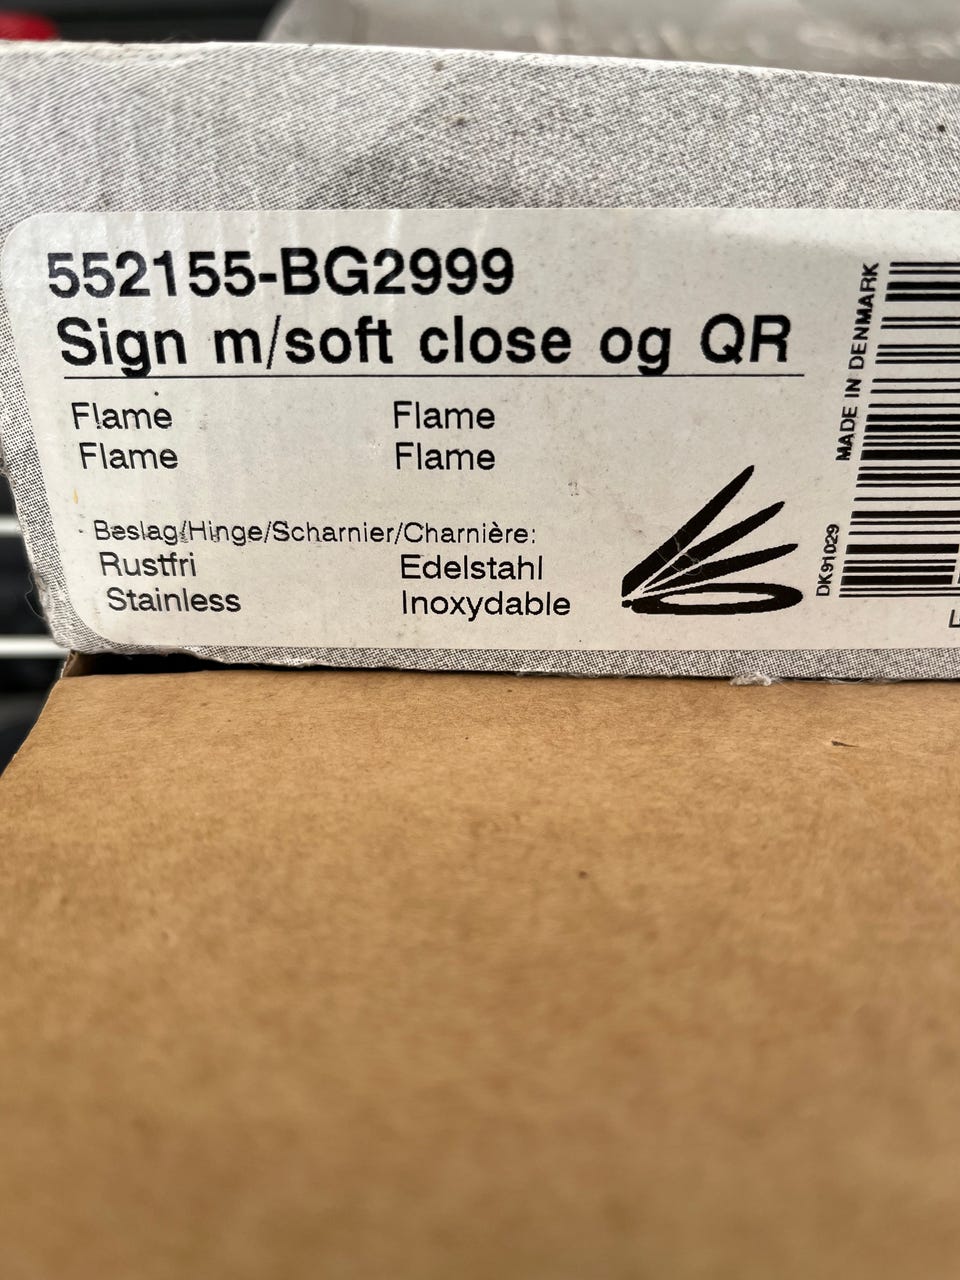 552155-BG2999
Sign m/soft close og QR
Flame Flame
Flame Flame
Beslag/Hinge/Scharnier/Charnière:
Rustfri Edelstahl
Stainless Inoxydable
MADE IN DENMARK
DK91029